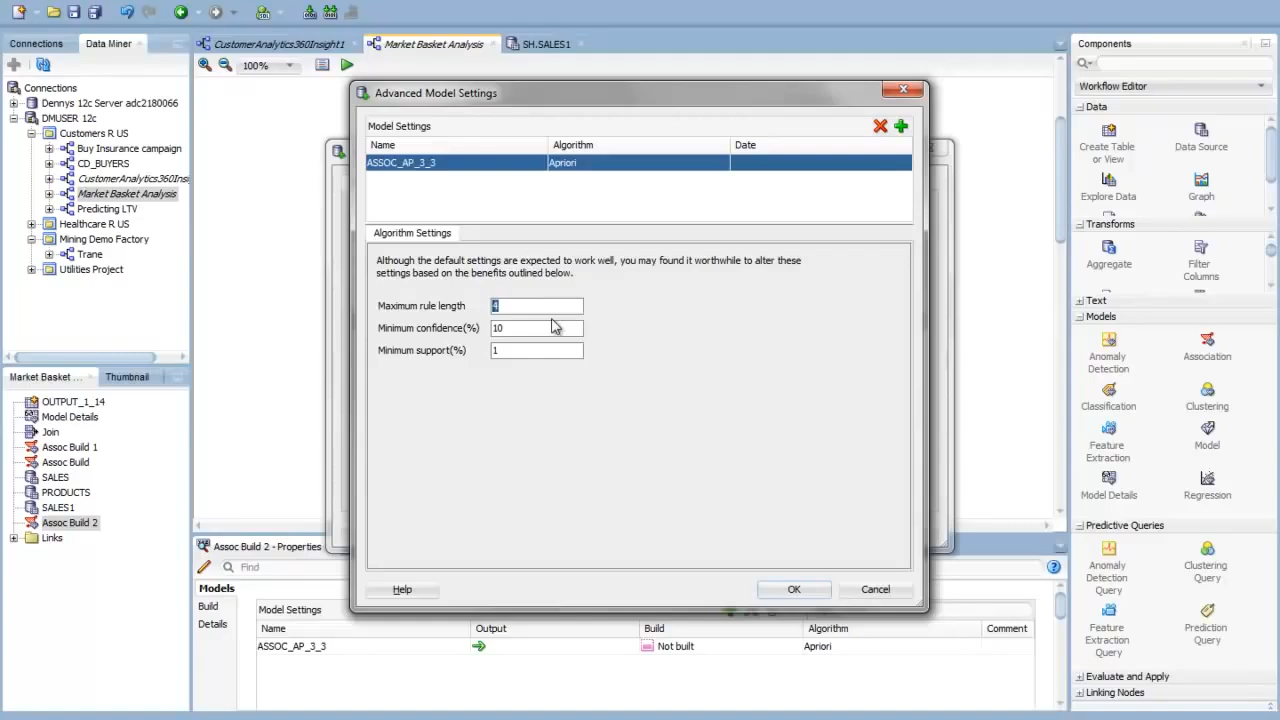 100%
Connections
Data Miner
CustomerAnalytics360Insight1
Market Basket Analysis
SH.SALES1
Connections
Dennys 12c Server adc2180066
DMUSER 12c
Customers R US
Buy Insurance campaign
CD_BUYERS
CustomerAnalytics360Insi
Market Basket Analysis
Predicting LTV
Healthcare R US
Mining Demo Factory
Trane
Utilities Project
Market Basket ...
Thumbnail
OUTPUT_1_14
Model Details
Join
Assoc Build 1
Assoc Build
SALES
PRODUCTS
SALES1
Assoc Build 2
Links
Advanced Model Settings
Model Settings
Name Algorithm Date
ASSOC_AP_3_3 Apriori
Algorithm Settings
Although the default settings are expected to work well, you may found it worthwhile to alter these
settings based on the benefits outlined below.
Maximum rule length 4
Minimum confidence(%) 10
Minimum support(%) 1
Help OK Cancel
Assoc Build 2 - Properties
Find
Models
Build
Details
Model Settings
Name Output Build Algorithm Comment
ASSOC_AP_3_3 Not built Apriori
Components
Workflow Editor
Data
Create Table
or View
Data Source
Explore Data
Graph
Transforms
Aggregate
Filter
Columns
Text
Models
Anomaly
Detection
Association
Classification
Clustering
Feature
Extraction
Model
Model Details
Regression
Predictive Queries
Anomaly
Detection
Query
Clustering
Query
Feature
Extraction
Query
Prediction
Query
Evaluate and Apply
Linking Nodes